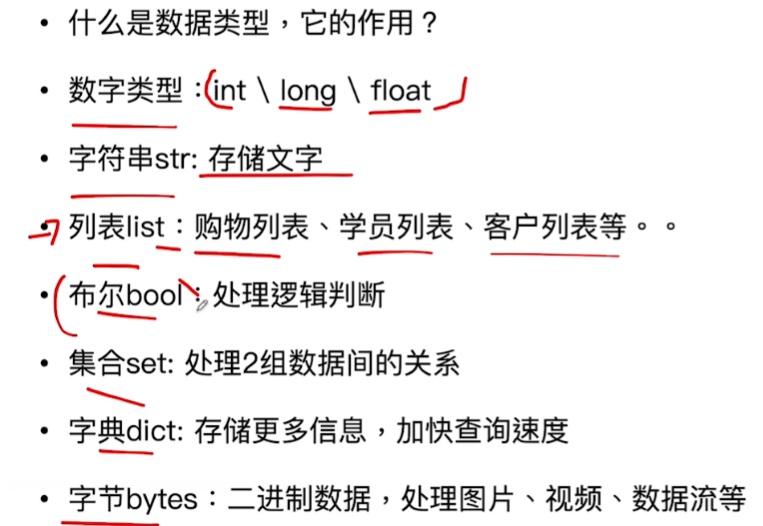 • 什么是数据类型，它的作用？
• 数字类型：int \ long \ float
• 字符串str: 存储文字
• 列表list：购物列表、学员列表、客户列表等。。
• 布尔bool：处理逻辑判断
• 集合set: 处理2组数据间的关系
• 字典dict: 存储更多信息，加快查询速度
• 字节bytes：二进制数据，处理图片、视频、数据流等